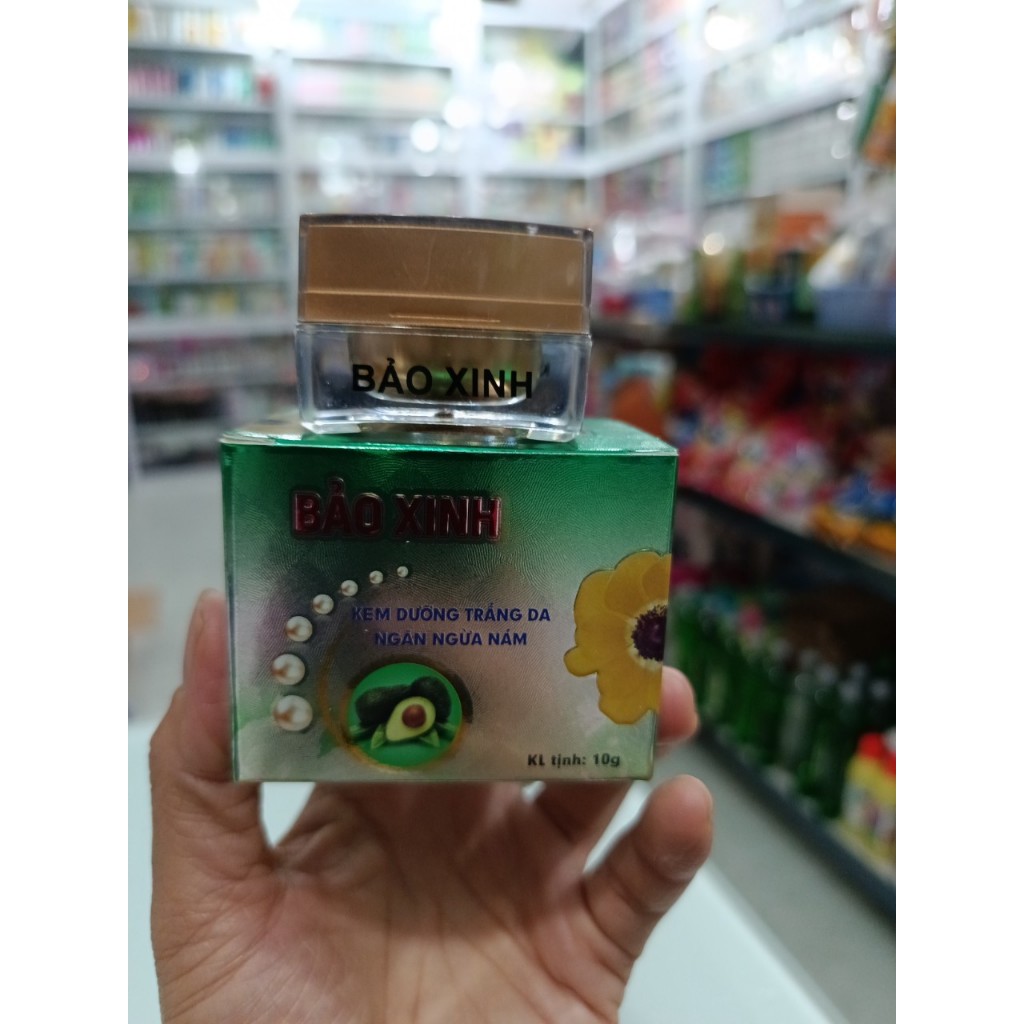 BẢO XINH
BẢO XINH
KEM DƯỠNG TRẮNG DA
NGĂN NGỪA NÁM
KL tịnh: 10g